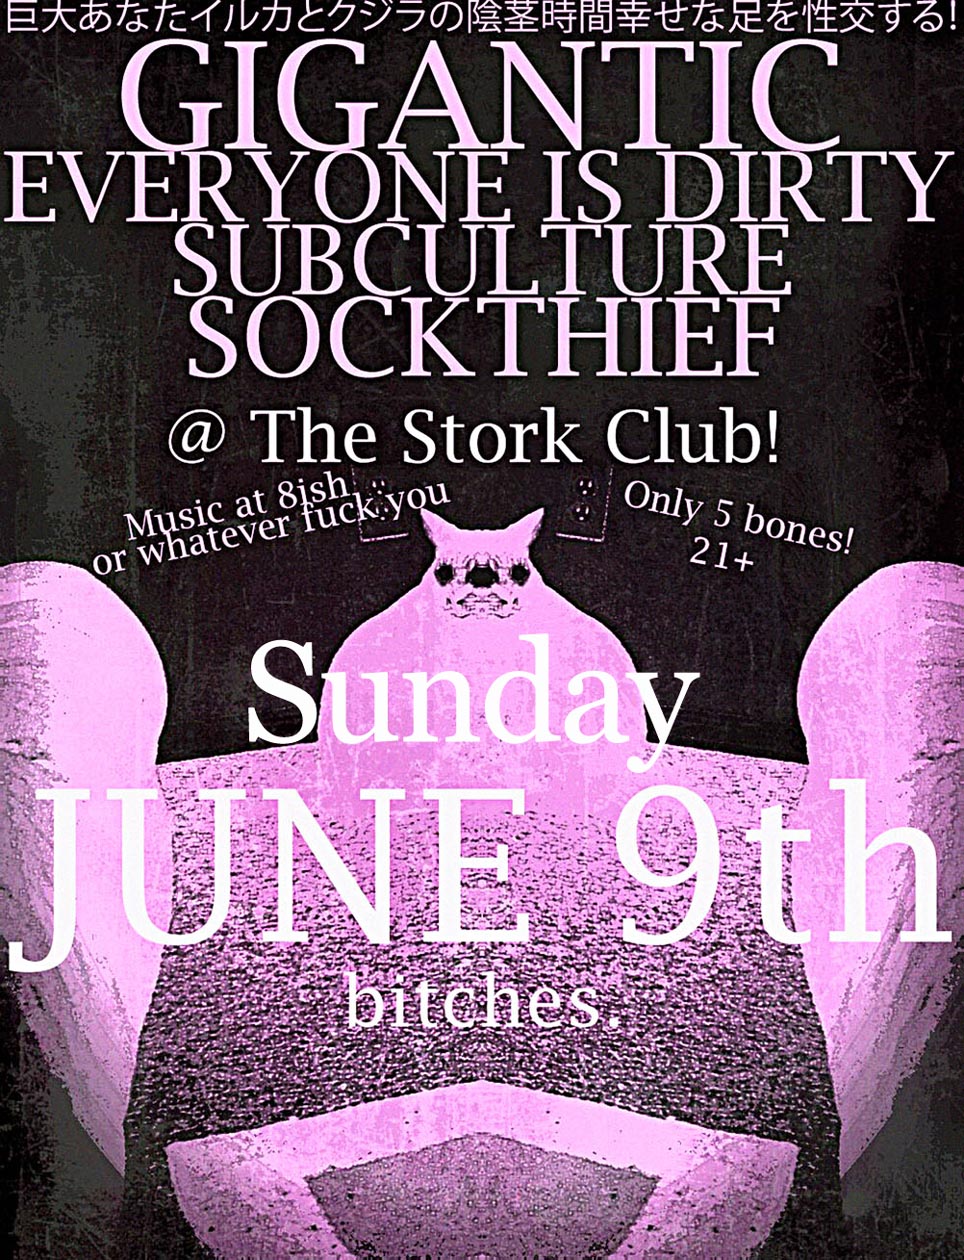 巨大あなたイルカとクジラの陰茎時間幸せな足を性交する!
GIGANTIC
EVERYONE IS DIRTY
SUBCULTURE
SOCKTHIEF
@ The Stork Club!
Music at 8ish
or whatever fuck you
Only 5 bones!
21+
Sunday
JUNE 9th
bitches.